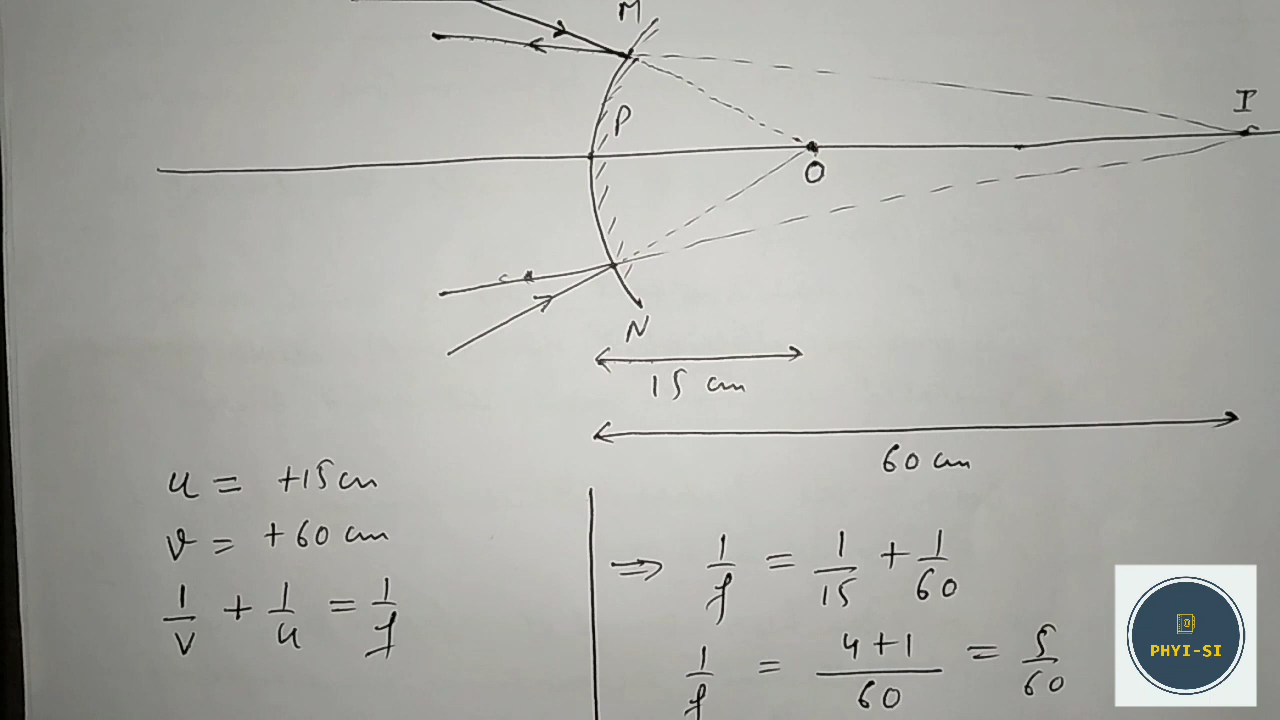 M
I
P
O
N
15 cm
60 cm
u = +15 cm
v = +60 cm
1/v + 1/u = 1/f
⇒ 1/f = 1/15 + 1/60
1/f = 4+1/60 = 5/60
PHYI-SI